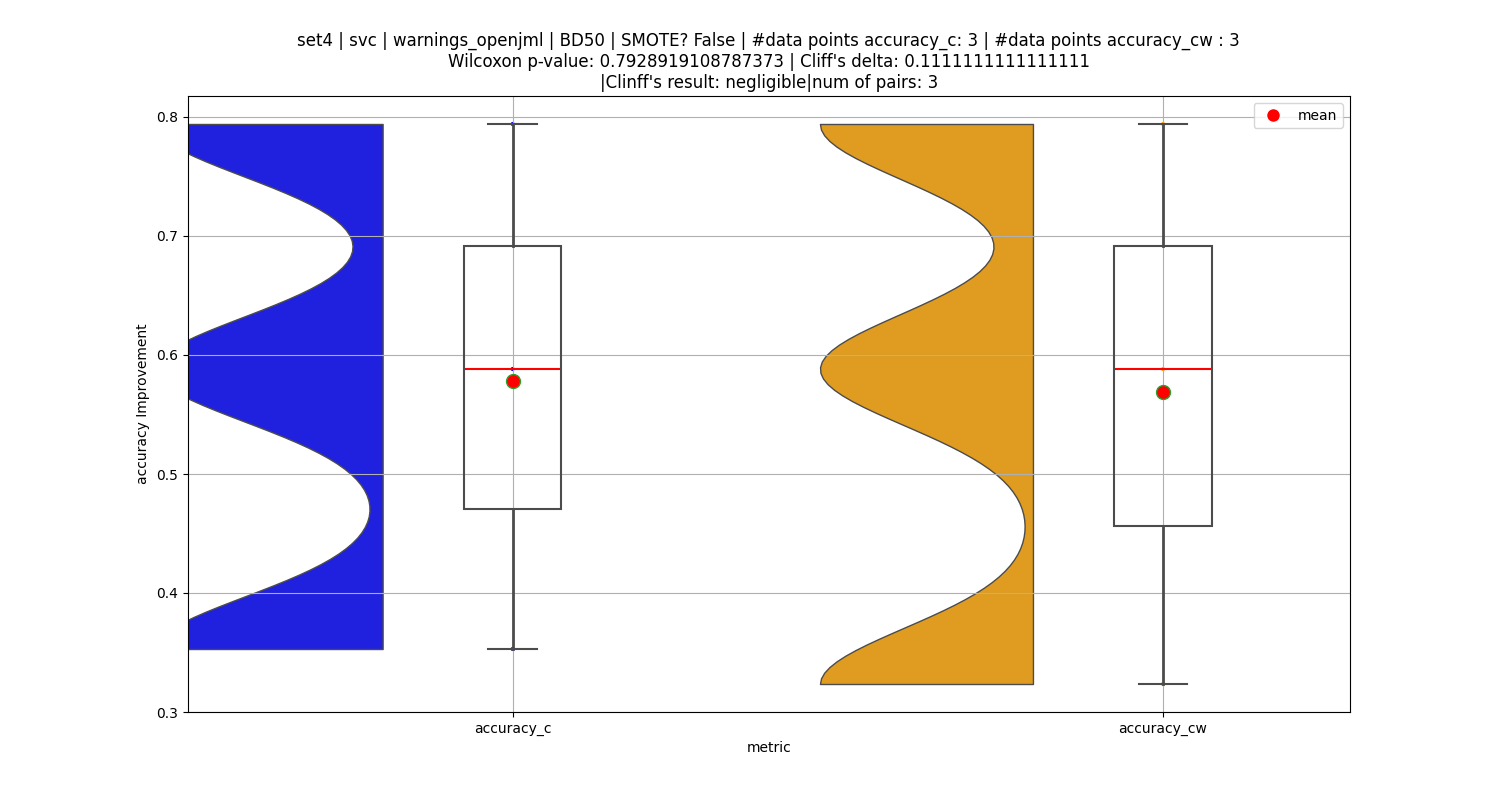 set4 | svc | warnings_openjml | BD50 | SMOTE? False | #data points accuracy_c: 3 | #data points accuracy_cw : 3
Wilcoxon p-value: 0.7928919108787373 | Cliff's delta: 0.1111111111111111
|Clinff's result: negligible|num of pairs: 3
mean
accuracy Improvement
0.8
0.7
0.6
0.5
0.4
0.3
accuracy_c
accuracy_cw
metric